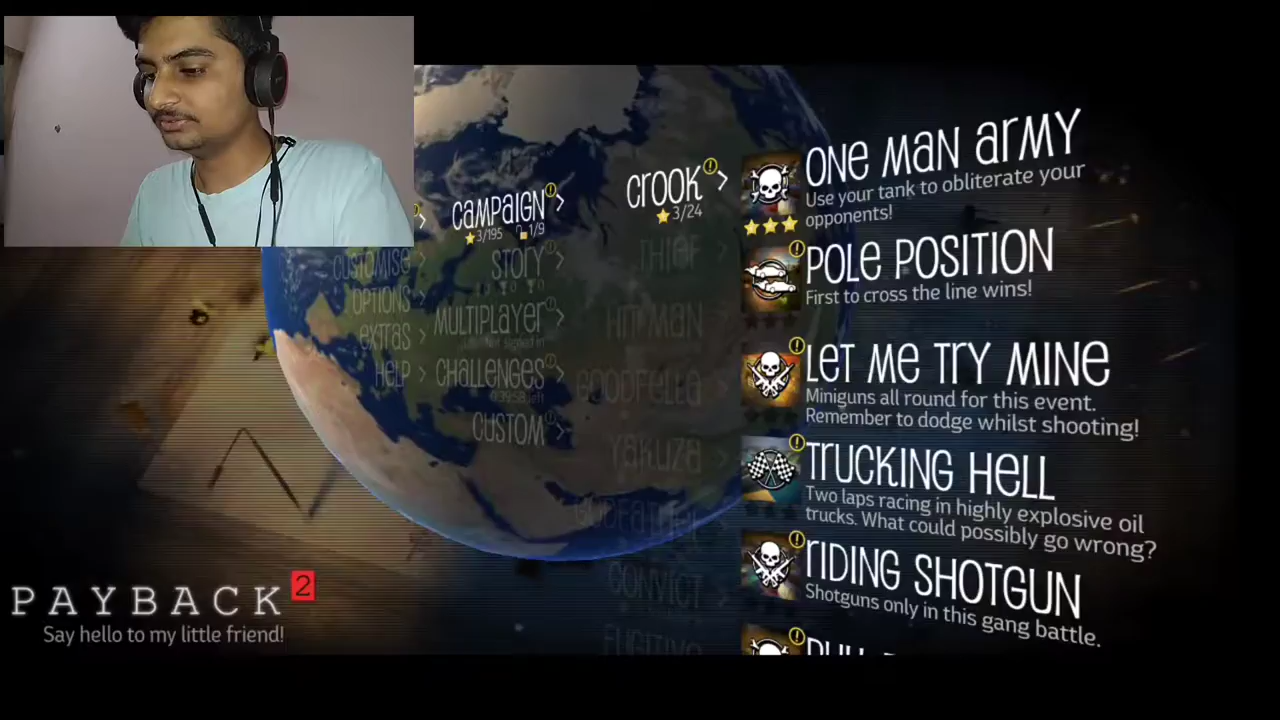 CAMPAIGN
3/195 1/9
CUSTOMISE
OPTIONS
EXTRAS
HELP
STORY
MULTIPLAYER
Not signed in
CHALLENGES
CUSTOM
CROOK
3/24
THIEF
HITMAN
GOODFELLA
YAKUZA
GODFATHER
CONVICT
FUGITIVE
ONE MAN ARMY
Use your tank to obliterate your
opponents!
POLE POSITION
First to cross the line wins!
LET ME TRY MINE
Miniguns all round for this event.
Remember to dodge whilst shooting!
TRUCKING HELL
Two laps racing in highly explosive oil
trucks. What could possibly go wrong?
RIDING SHOTGUN
Shotguns only in this gang battle.
PAYBACK 2
Say hello to my little friend!